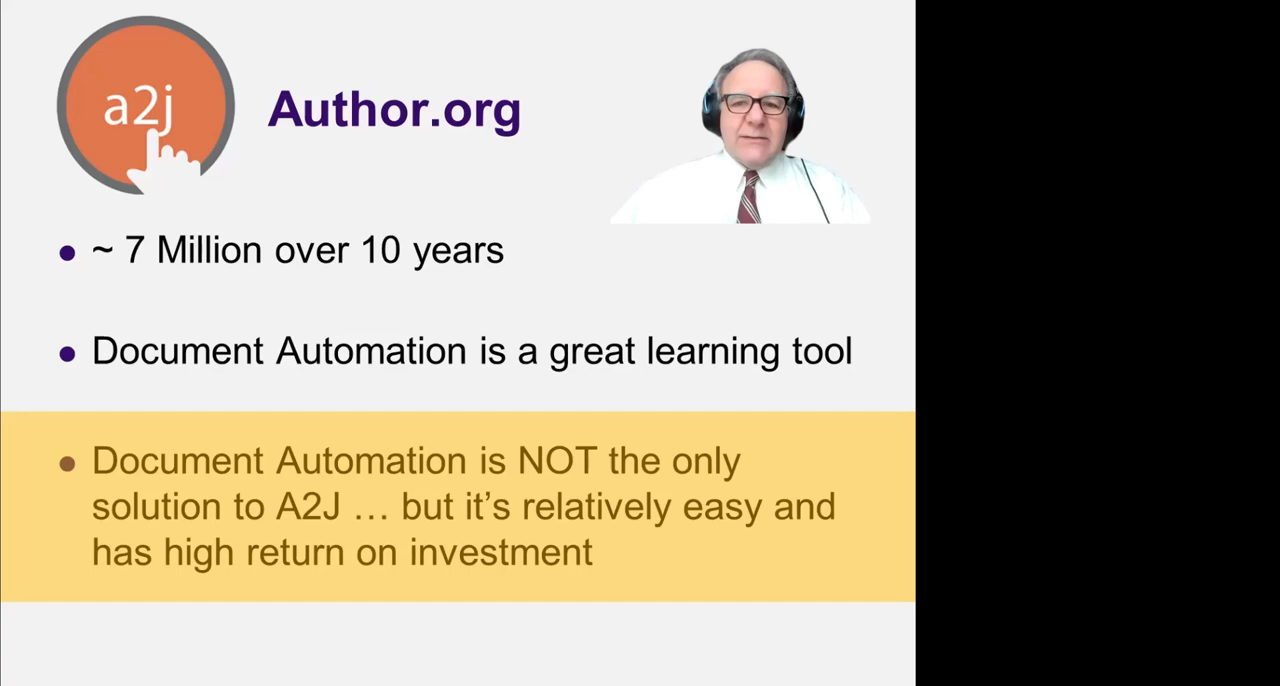 a2j
Author.org
~ 7 Million over 10 years
Document Automation is a great learning tool
Document Automation is NOT the only
solution to A2J … but it’s relatively easy and
has high return on investment